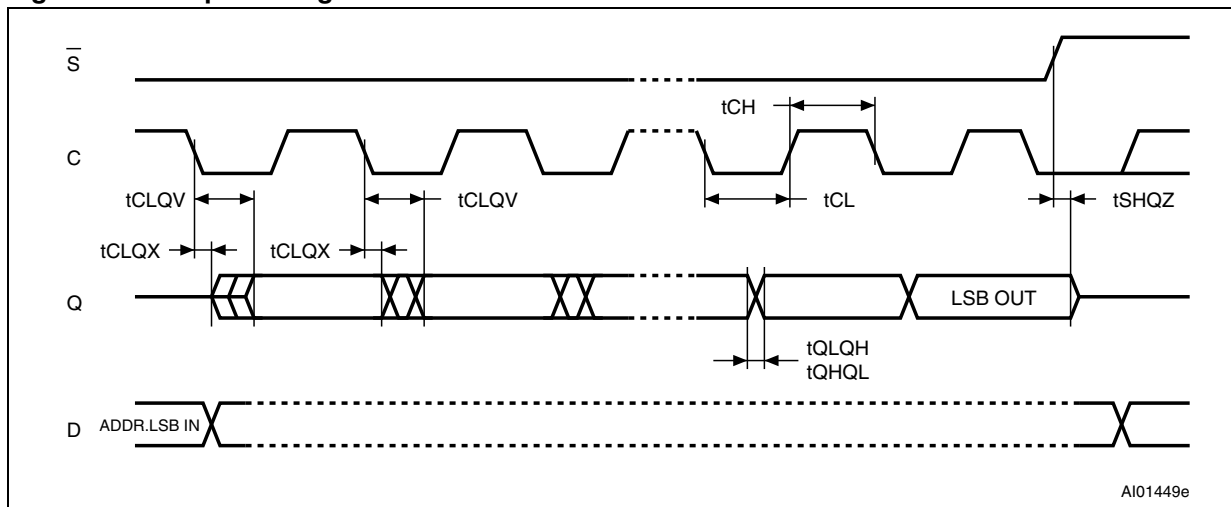 S
tCH
C
tCLQV
tCLQV
tCL
tSHQZ
tCLQX
tCLQX
Q
LSB OUT
tQLQH
tQHQL
D
ADDR.LSB IN
AI01449e